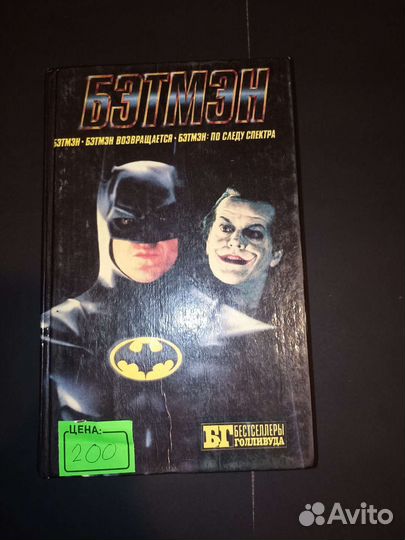 БЭТМЭН
БЭТМЭН • БЭТМЭН ВОЗВРАЩАЕТСЯ • БЭТМЭН: ПО СЛЕДУ СПЕКТРА
БГ БЕСТСЕЛЛЕРЫ
ГОЛЛИВУДА
ЦЕНА:
200
Avito